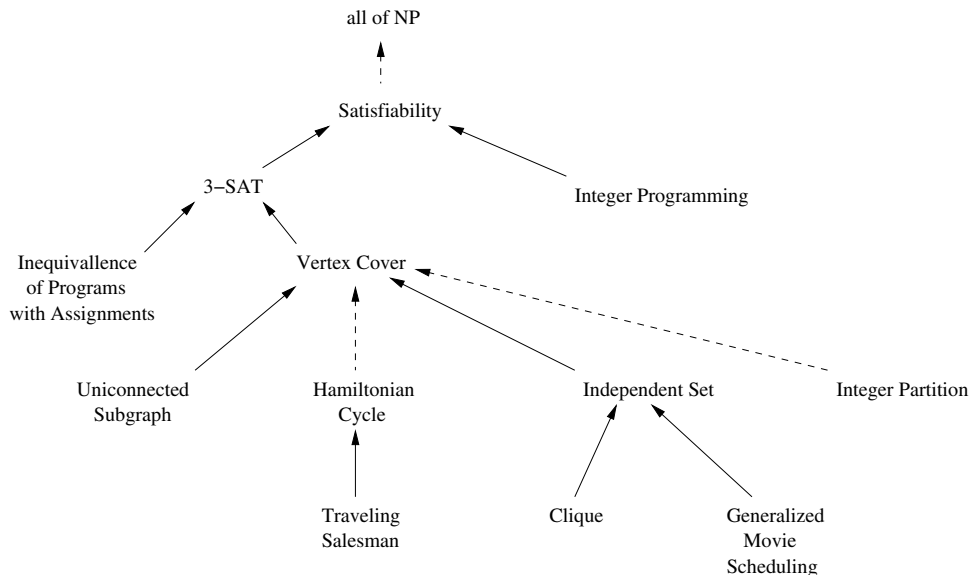 all of NP
Satisfiability
3−SAT
Integer Programming
Inequivallence
of Programs
with Assignments
Vertex Cover
Uniconnected
Subgraph
Hamiltonian
Cycle
Independent Set
Integer Partition
Traveling
Salesman
Clique
Generalized
Movie
Scheduling